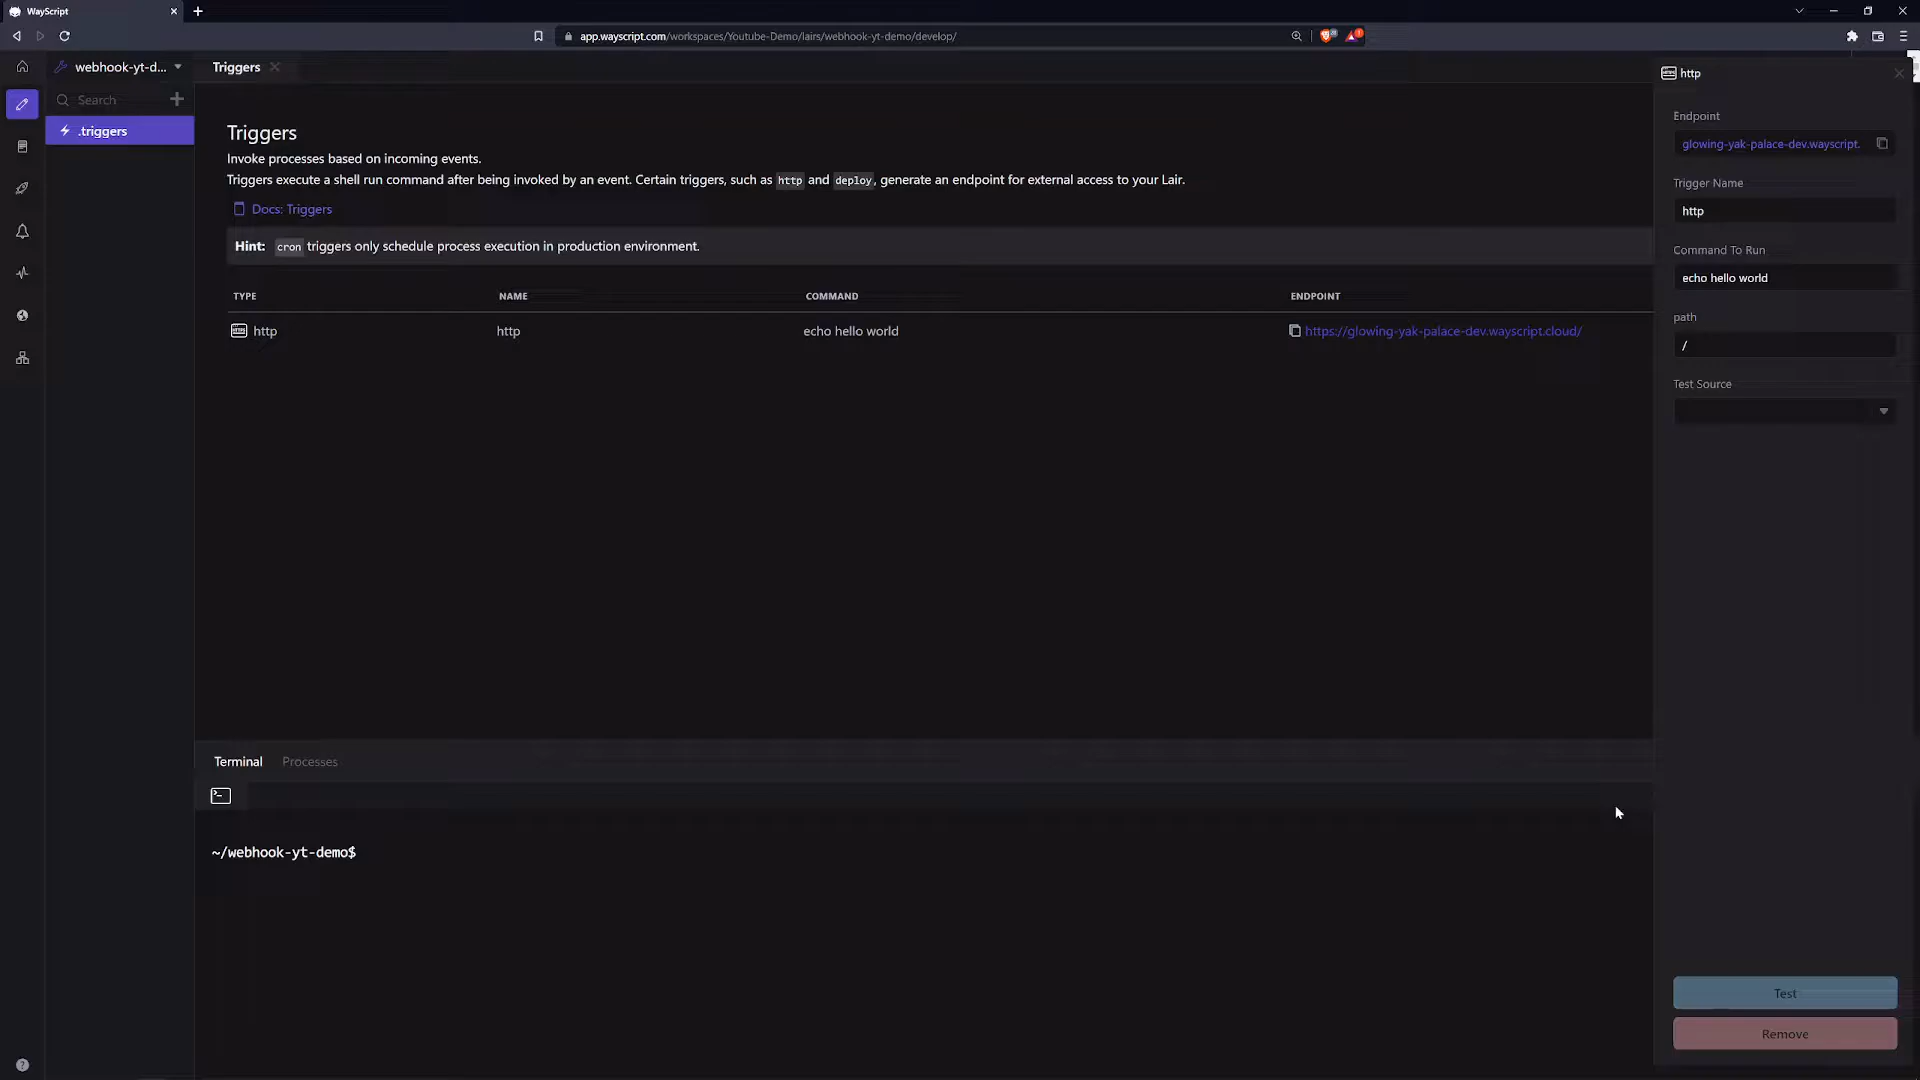 WayScript
app.wayscript.com/workspaces/Youtube-Demo/lairs/webhook-yt-demo/develop/
webhook-yt-d...
Triggers
http
Search
.triggers
Triggers
Invoke processes based on incoming events.
Triggers execute a shell run command after being invoked by an event. Certain triggers, such as http and deploy, generate an endpoint for external access to your Lair.
Docs: Triggers
Hint: cron triggers only schedule process execution in production environment.
TYPE NAME COMMAND ENDPOINT
http http echo hello world https://glowing-yak-palace-dev.wayscript.cloud/
Endpoint
glowing-yak-palace-dev.wayscript.
Trigger Name
http
Command To Run
echo hello world
path
/
Test Source
Terminal Processes
~/webhook-yt-demo$
Test
Remove